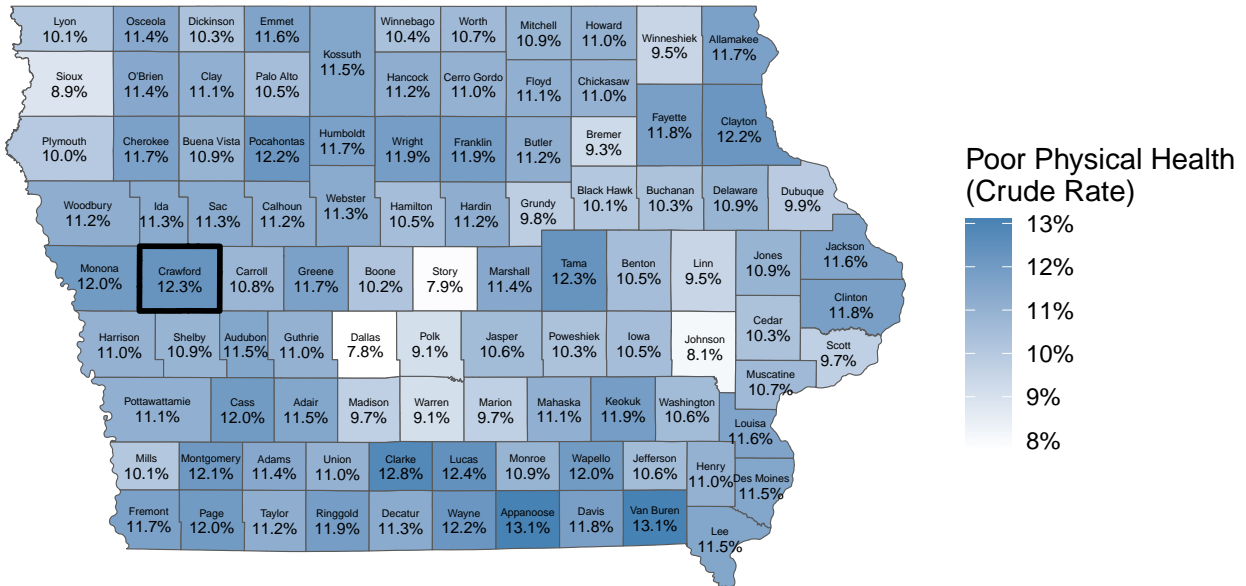 Lyon
10.1%
Osceola
11.4%
Dickinson
10.3%
Emmet
11.6%
Kossuth
11.5%
Winnebago
10.4%
Worth
10.7%
Mitchell
10.9%
Howard
11.0%
Winneshiek
9.5%
Allamakee
11.7%
Sioux
8.9%
O'Brien
11.4%
Clay
11.1%
Palo Alto
10.5%
Hancock
11.2%
Cerro Gordo
11.0%
Floyd
11.1%
Chickasaw
11.0%
Fayette
11.8%
Clayton
12.2%
Plymouth
10.0%
Cherokee
11.7%
Buena Vista
10.9%
Pocahontas
12.2%
Humboldt
11.7%
Wright
11.9%
Franklin
11.9%
Butler
11.2%
Bremer
9.3%
Woodbury
11.2%
Ida
11.3%
Sac
11.3%
Calhoun
11.2%
Webster
11.3%
Hamilton
10.5%
Hardin
11.2%
Grundy
9.8%
Black Hawk
10.1%
Buchanan
10.3%
Delaware
10.9%
Dubuque
9.9%
Monona
12.0%
Crawford
12.3%
Carroll
10.8%
Greene
11.7%
Boone
10.2%
Story
7.9%
Marshall
11.4%
Tama
12.3%
Benton
10.5%
Linn
9.5%
Jones
10.9%
Jackson
11.6%
Clinton
11.8%
Harrison
11.0%
Shelby
10.9%
Audubon
11.5%
Guthrie
11.0%
Dallas
7.8%
Polk
9.1%
Jasper
10.6%
Poweshiek
10.3%
Iowa
10.5%
Johnson
8.1%
Cedar
10.3%
Scott
9.7%
Muscatine
10.7%
Pottawattamie
11.1%
Cass
12.0%
Adair
11.5%
Madison
9.7%
Warren
9.1%
Marion
9.7%
Mahaska
11.1%
Keokuk
11.9%
Washington
10.6%
Louisa
11.6%
Mills
10.1%
Montgomery
12.1%
Adams
11.4%
Union
11.0%
Clarke
12.8%
Lucas
12.4%
Monroe
10.9%
Wapello
12.0%
Jefferson
10.6%
Henry
11.0%
Des Moines
11.5%
Fremont
11.7%
Page
12.0%
Taylor
11.2%
Ringgold
11.9%
Decatur
11.3%
Wayne
12.2%
Appanoose
13.1%
Davis
11.8%
Van Buren
13.1%
Lee
11.5%
Poor Physical Health
(Crude Rate)
13%
12%
11%
10%
9%
8%